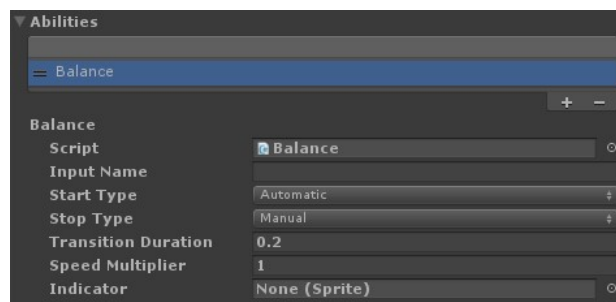 Abilities
Balance
+ -
Balance
Script Balance
Input Name
Start Type Automatic
Stop Type Manual
Transition Duration 0.2
Speed Multiplier 1
Indicator None (Sprite)